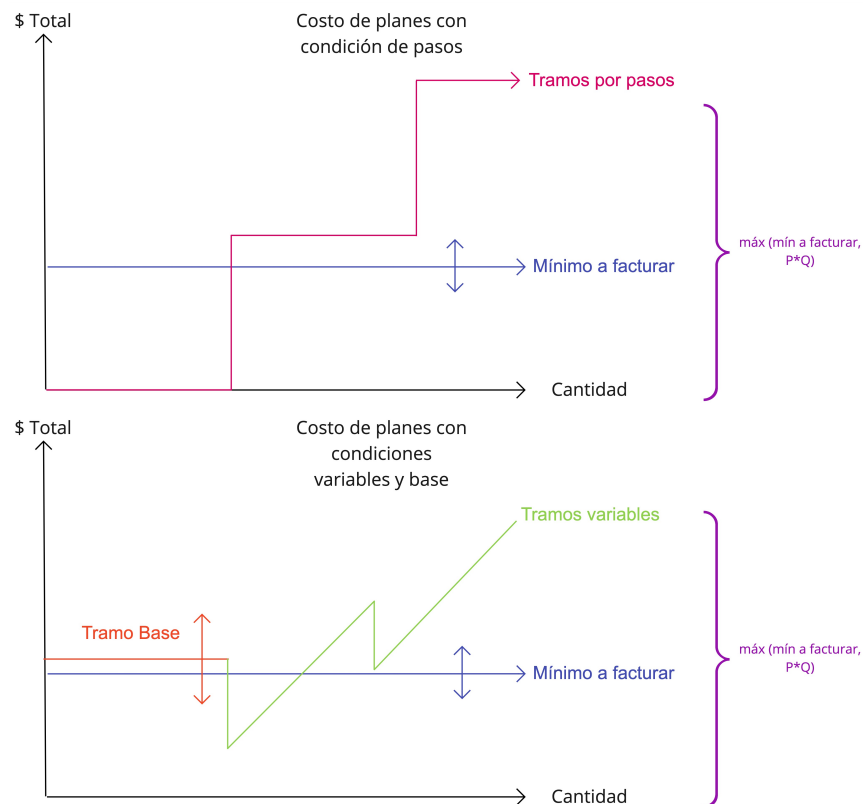 $ Total
Costo de planes con
condición de pasos
Tramos por pasos
máx (mín a facturar,
P*Q)
Mínimo a facturar
Cantidad
$ Total
Costo de planes con
condiciones
variables y base
Tramos variables
Tramo Base
máx (mín a facturar,
P*Q)
Mínimo a facturar
Cantidad